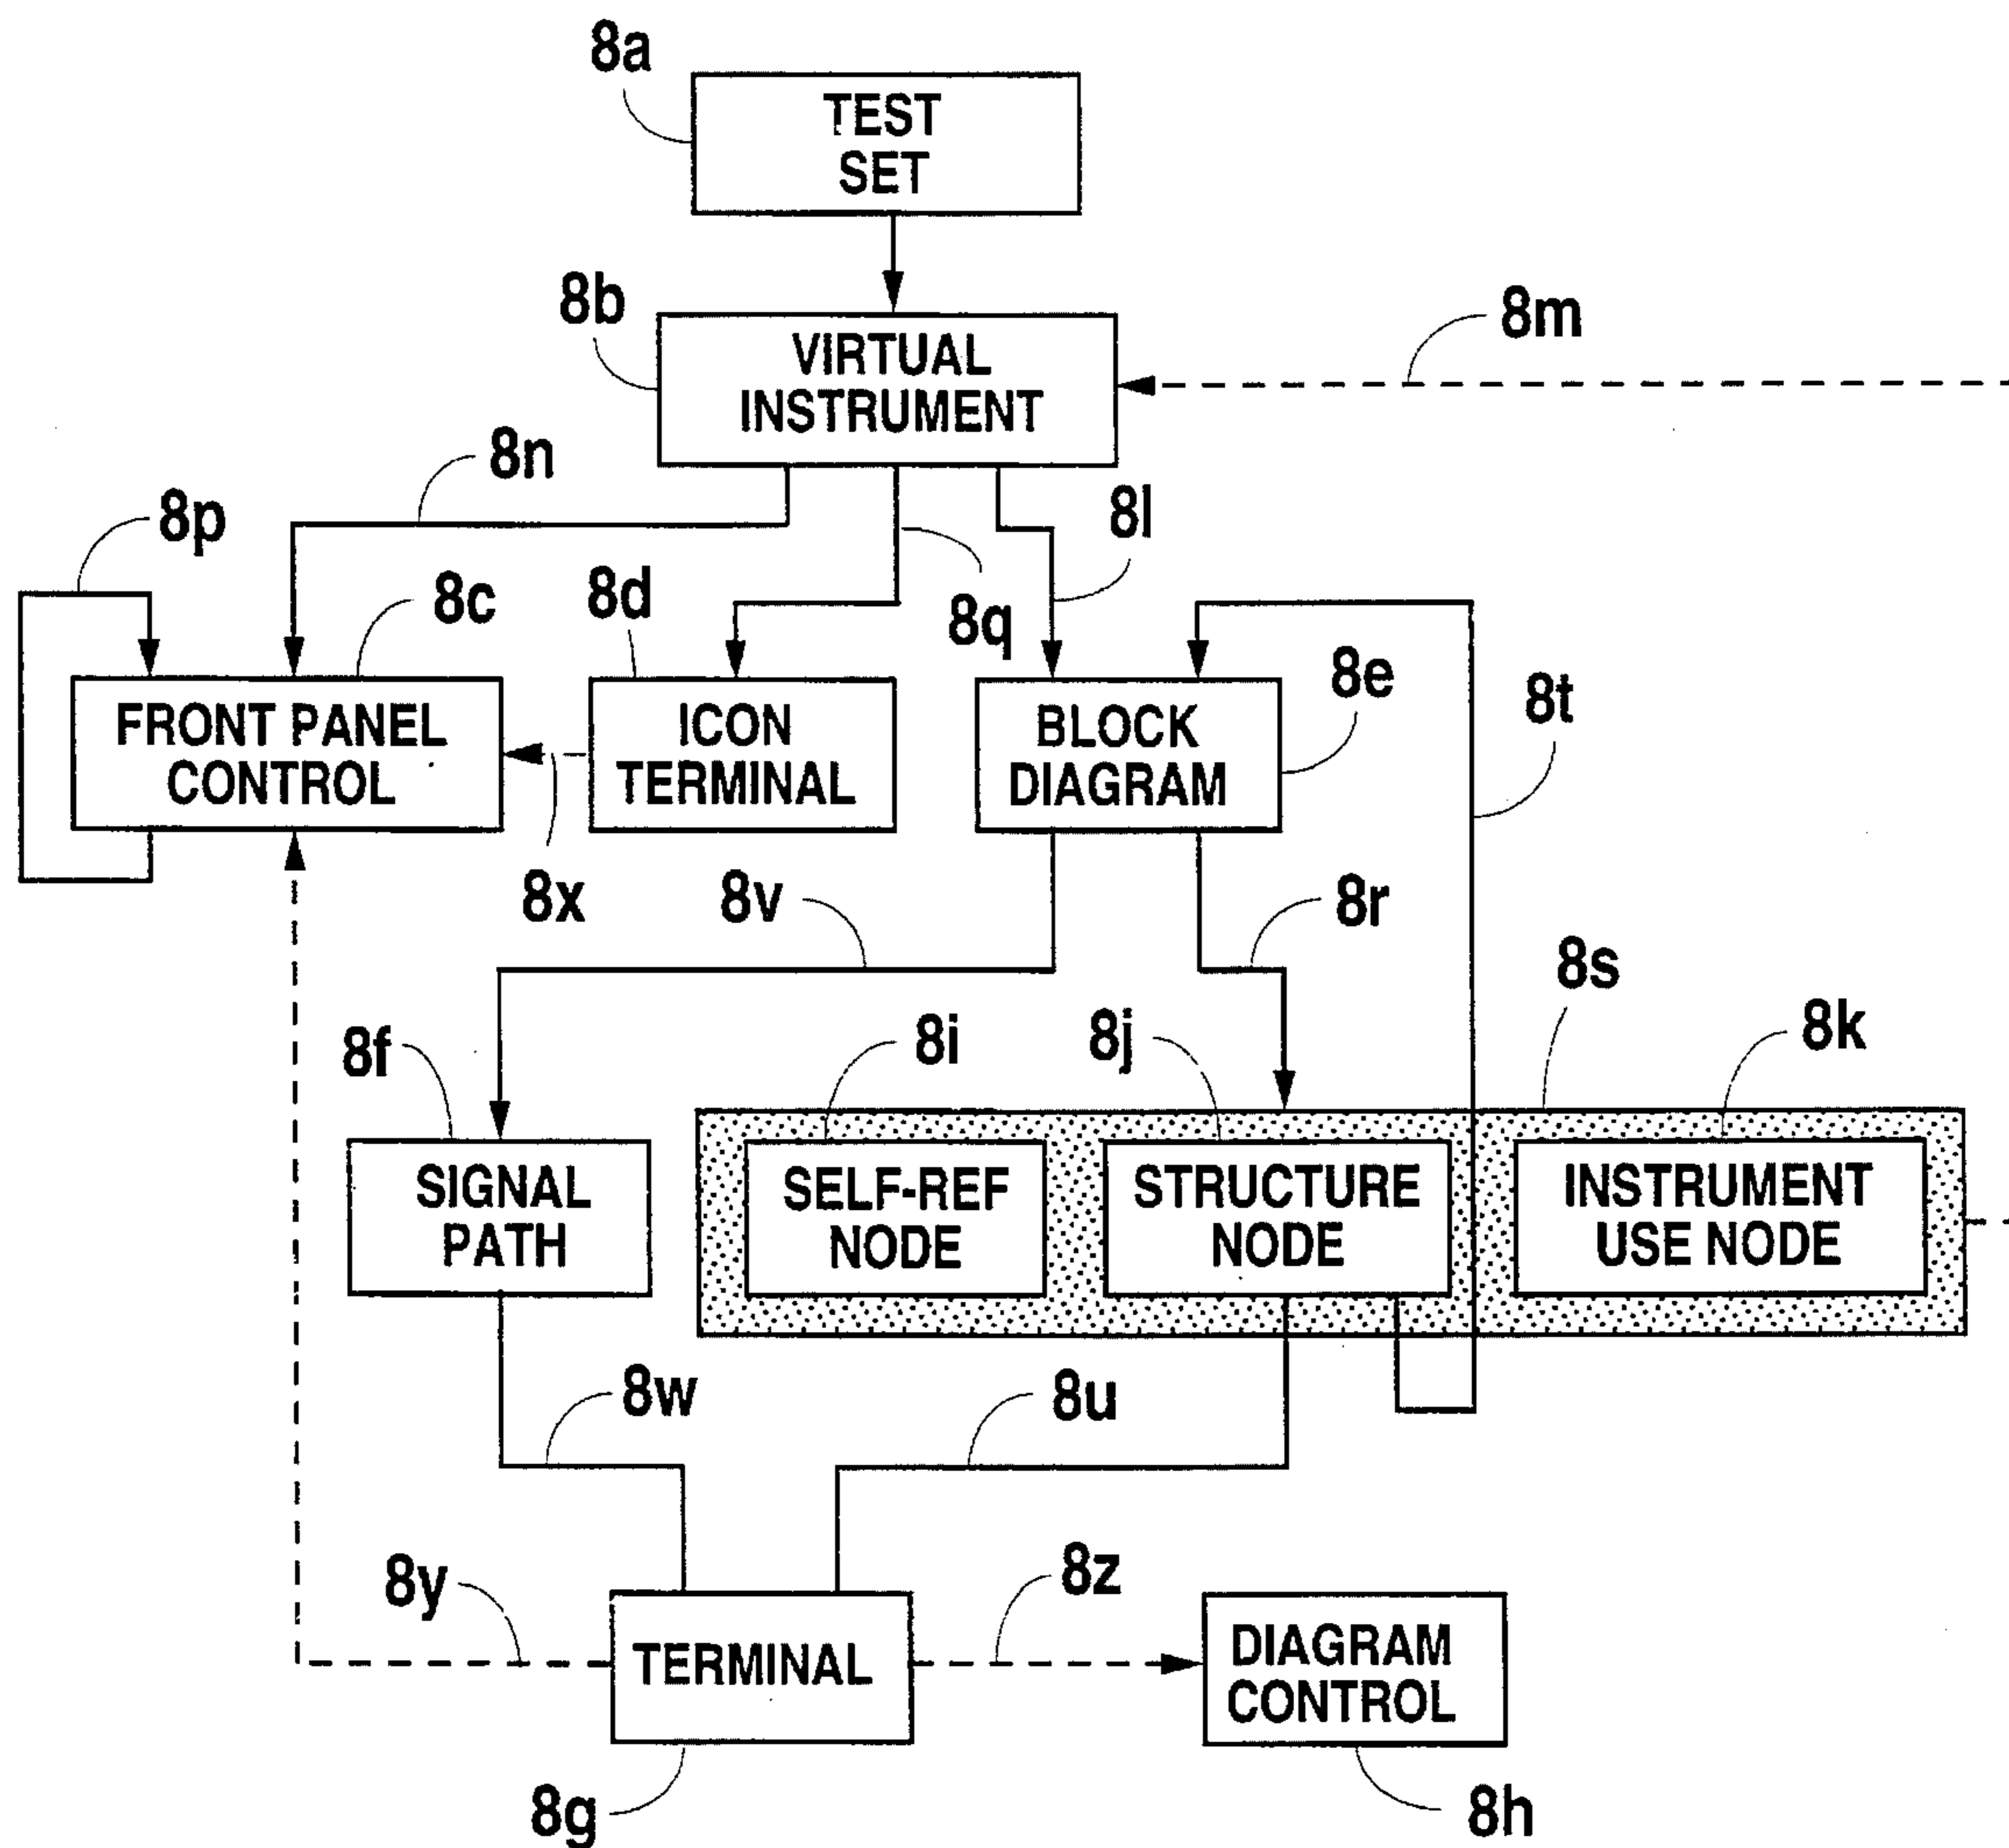 8a
TEST
SET
8b
VIRTUAL
INSTRUMENT
8m
8n
8l
8p
8c
8d
8q
8e
8t
FRONT PANEL
CONTROL
ICON
TERMINAL
BLOCK
DIAGRAM
8x
8v
8r
8s
8f
8i
8j
8k
SIGNAL
PATH
SELF-REF
NODE
STRUCTURE
NODE
INSTRUMENT
USE NODE
8w
8u
8y
8z
TERMINAL
DIAGRAM
CONTROL
8g
8h